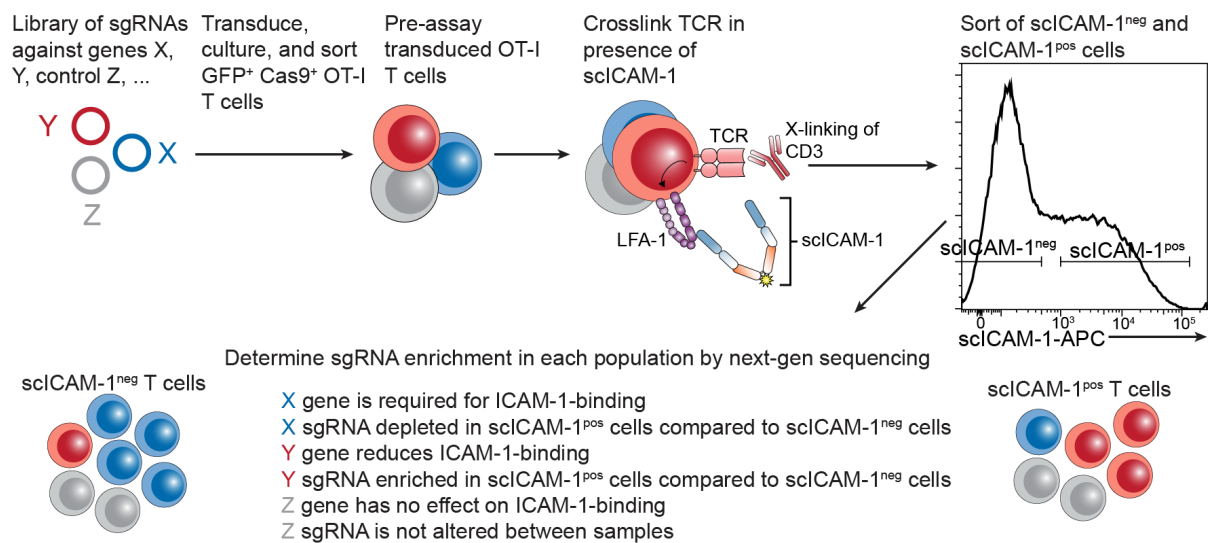 Library of sgRNAs
against genes X,
Y, control Z, ...
Transduce,
culture, and sort
GFP⁺ Cas9⁺ OT-I
T cells
Pre-assay
transduced OT-I
T cells
Crosslink TCR in
presence of
scICAM-1
Sort of scICAM-1ⁿᵉᵍ and
scICAM-1ᵖᵒˢ cells
Y
X
Z
TCR
X-linking of
CD3
LFA-1
scICAM-1
scICAM-1ⁿᵉᵍ
scICAM-1ᵖᵒˢ
0 10³ 10⁴ 10⁵
scICAM-1-APC
Determine sgRNA enrichment in each population by next-gen sequencing
scICAM-1ⁿᵉᵍ T cells
X gene is required for ICAM-1-binding
X sgRNA depleted in scICAM-1ᵖᵒˢ cells compared to scICAM-1ⁿᵉᵍ cells
Y gene reduces ICAM-1-binding
Y sgRNA enriched in scICAM-1ᵖᵒˢ cells compared to scICAM-1ⁿᵉᵍ cells
Z gene has no effect on ICAM-1-binding
Z sgRNA is not altered between samples
scICAM-1ᵖᵒˢ T cells